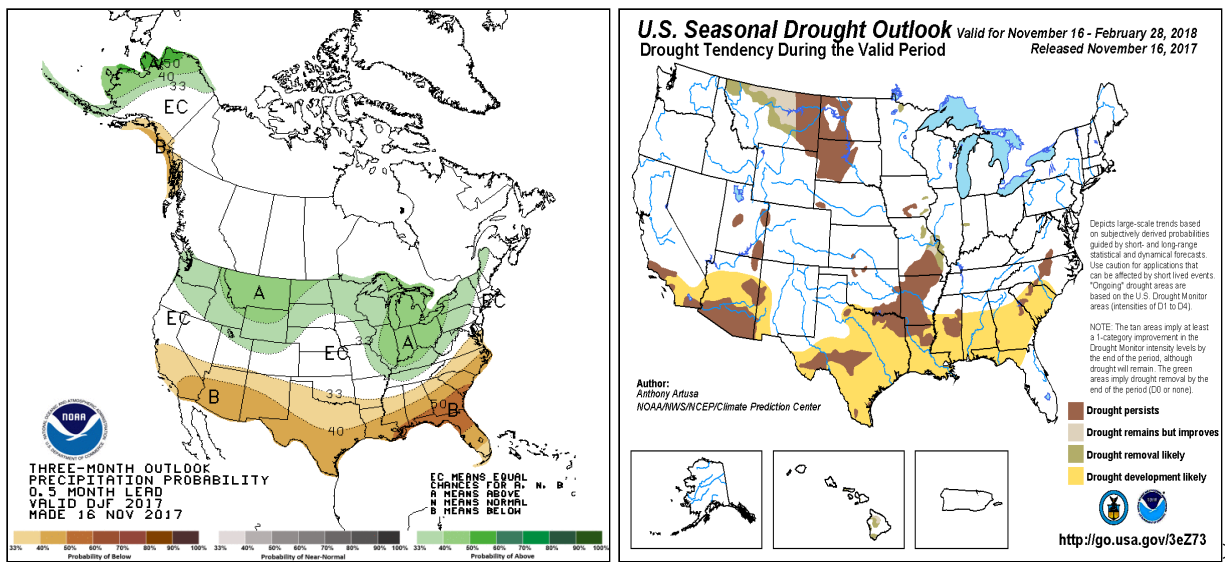 A
50
40
33
EC
B
A
EC
EC
33
A
EC
B
33
40
50
B
NOAA
THREE-MONTH OUTLOOK
PRECIPITATION PROBABILITY
0.5 MONTH LEAD
VALID DJF 2017
MADE 16 NOV 2017
EC MEANS EQUAL
CHANCES FOR A, N, B
A MEANS ABOVE
N MEANS NORMAL
B MEANS BELOW
33% 40% 50% 60% 70% 80% 90% 100%
Probability of Below
33% 40% 50% 60% 70% 80% 90% 100%
Probability of Near-Normal
33% 40% 50% 60% 70% 80% 90% 100%
Probability of Above
U.S. Seasonal Drought Outlook Valid for November 16 - February 28, 2018
Drought Tendency During the Valid Period Released November 16, 2017
Depicts large-scale trends based
on subjectively derived probabilities
guided by short- and long-range
statistical and dynamical forecasts.
Use caution for applications that
can be affected by short lived events.
"Ongoing" drought areas are
based on the U.S. Drought Monitor
areas (intensities of D1 to D4).
NOTE: The tan areas imply at least
a 1-category improvement in
the Drought Monitor intensity levels by
the end of the period, although
drought will remain. The green
areas imply drought removal by the
end of the period (D0 or none).
Author:
Anthony Artusa
NOAA/NWS/NCEP/Climate Prediction Center
Drought persists
Drought remains but improves
Drought removal likely
Drought development likely
http://go.usa.gov/3eZ73